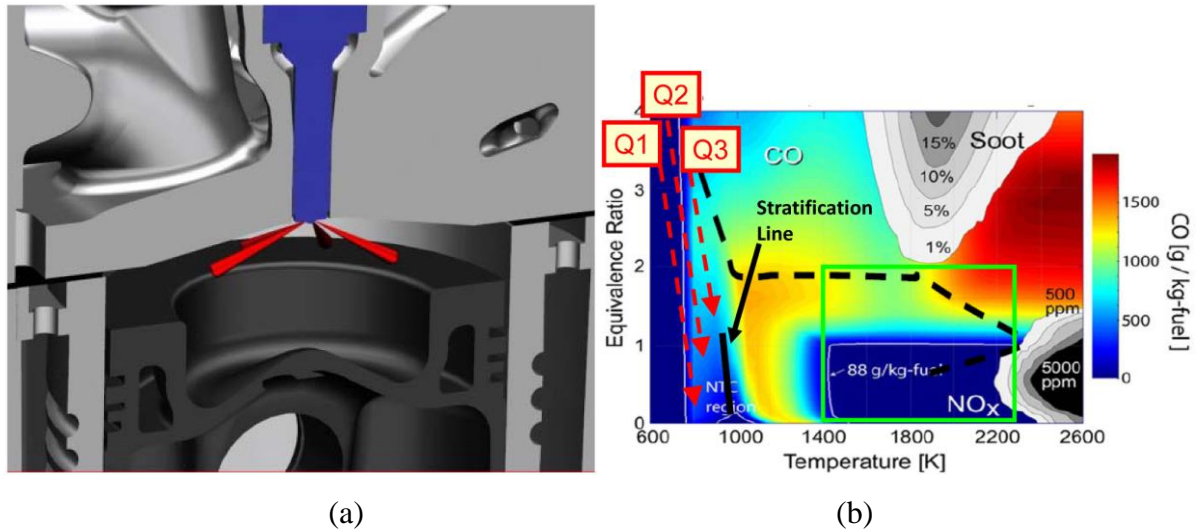 Q2
Q1
Q3
CO
Soot
15%
10%
5%
1%
Stratification
Line
500
ppm
5000
ppm
88 g/kg-fuel
NTC
region
NOx
4
3
2
1
0
Equivalence Ratio
600
1000
1400
1800
2200
2600
Temperature [K]
1500
1000
500
0
CO [g / kg-fuel ]
(a)
(b)